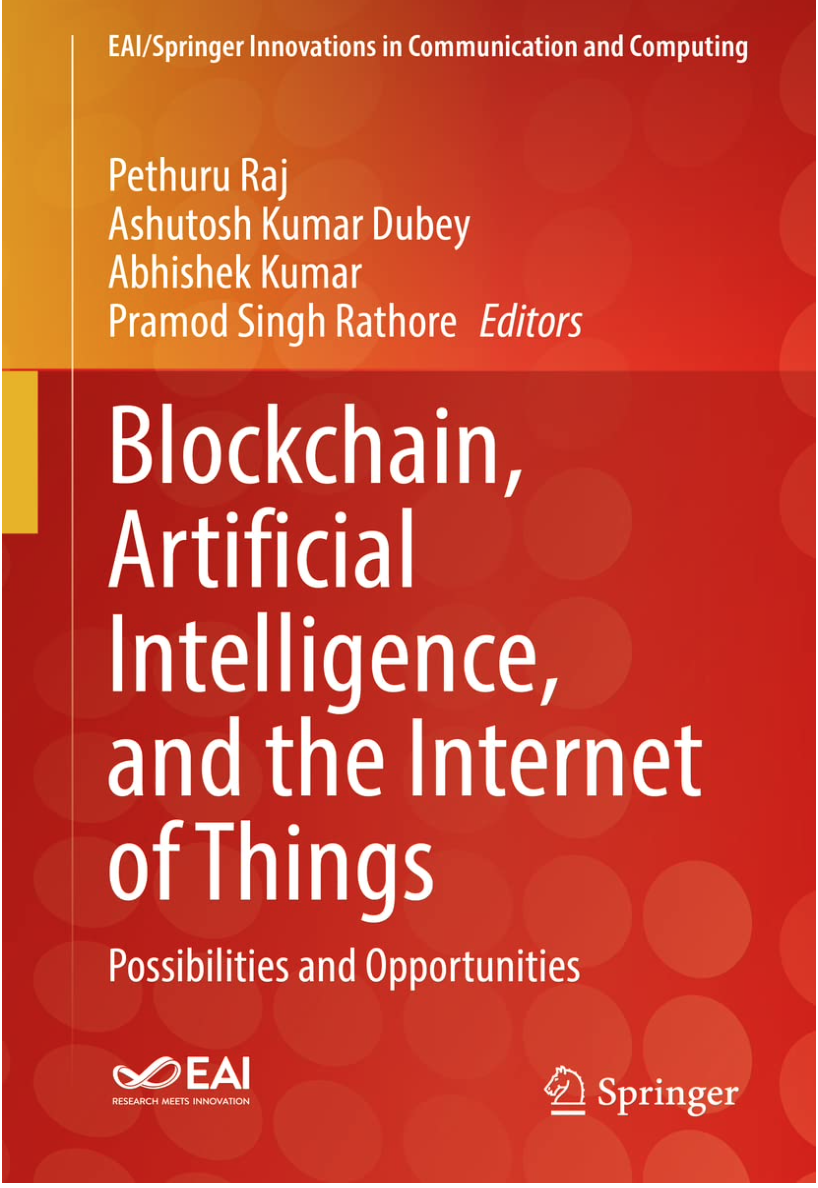 EAI/Springer Innovations in Communication and Computing
Pethuru Raj
Ashutosh Kumar Dubey
Abhishek Kumar
Pramod Singh Rathore Editors
Blockchain,
Artificial
Intelligence,
and the Internet
of Things
Possibilities and Opportunities
EAI
RESEARCH MEETS INNOVATION
Springer